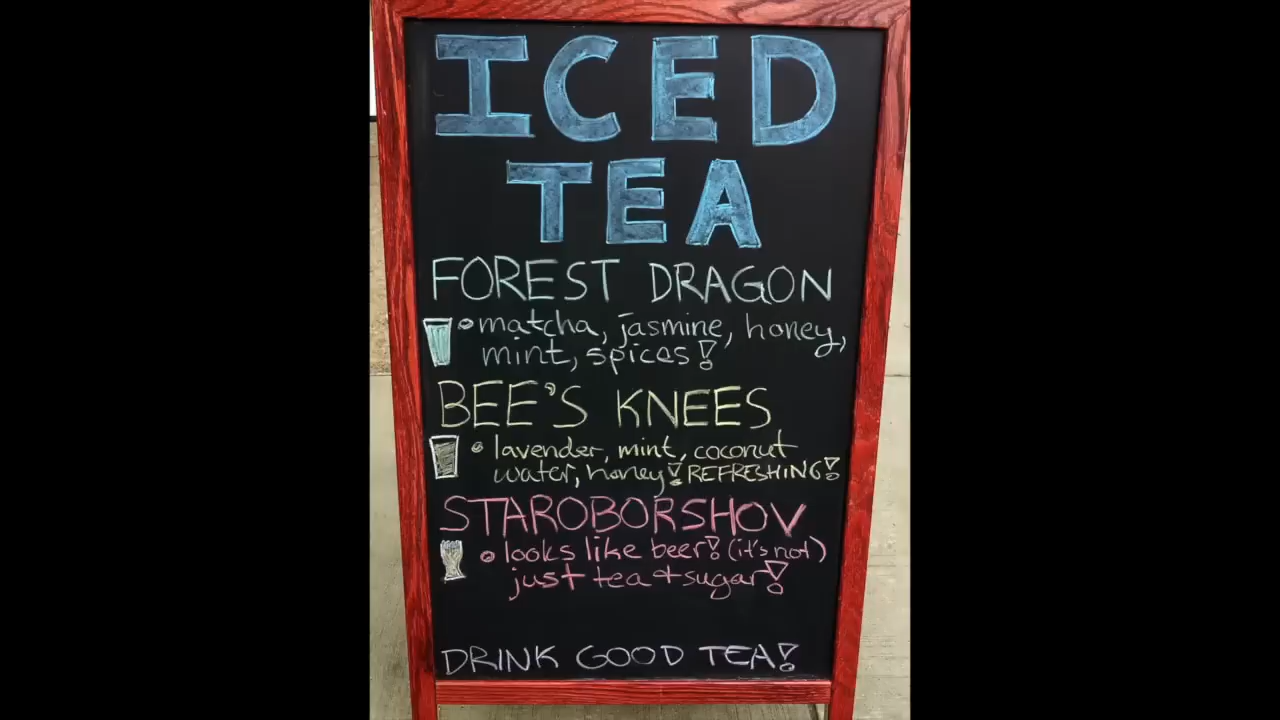 ICED
TEA
FOREST DRAGON
• matcha, jasmine, honey,
mint, spices!
BEE'S KNEES
• lavender, mint, coconut
water, honey! REFRESHING!
STAROBORSHOV
• looks like beer! (it's not)
just tea + sugar!
DRINK GOOD TEA!